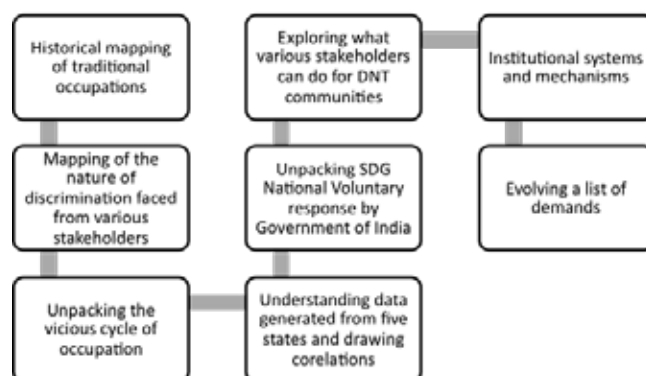 Historical mapping
of traditional
occupations
Mapping of the
nature of
discrimination faced
from various
stakeholders
Unpacking the
vicious cycle of
occupation
Understanding data
generated from five
states and drawing
corelations
Unpacking SDG
National Voluntary
response by
Government of India
Exploring what
various stakeholders
can do for DNT
communities
Institutional systems
and mechanisms
Evolving a list of
demands